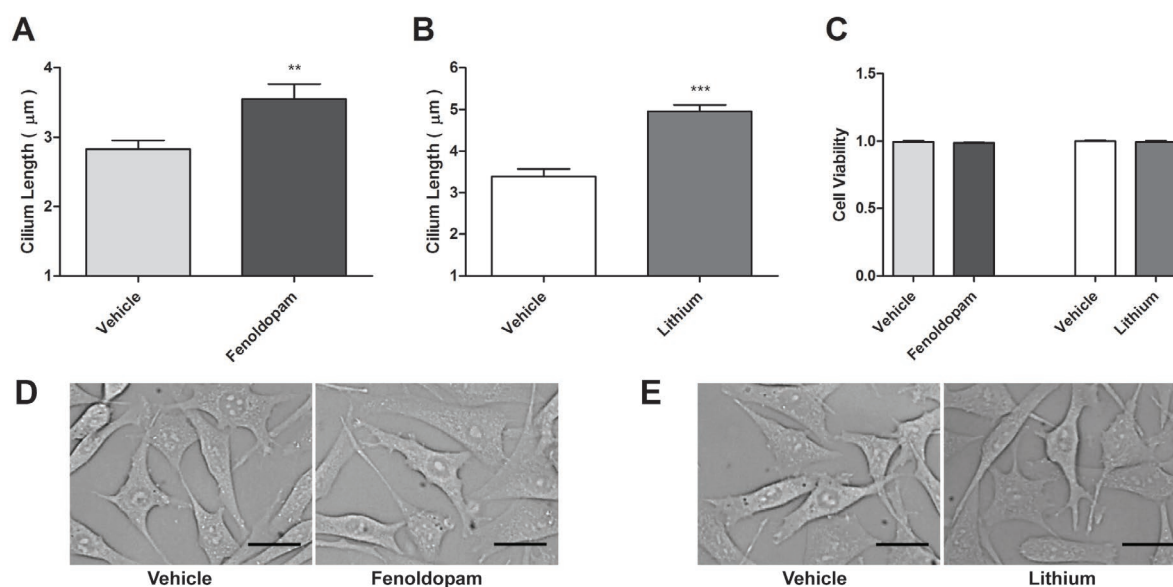 A
Cilium Length ( μm )
4
3
2
1
**
Vehicle
Fenoldopam
B
Cilium Length ( μm )
6
5
4
3
2
1
***
Vehicle
Lithium
C
Cell Viability
1.5
1.0
0.5
0.0
Vehicle
Fenoldopam
Vehicle
Lithium
D
Vehicle
Fenoldopam
E
Vehicle
Lithium